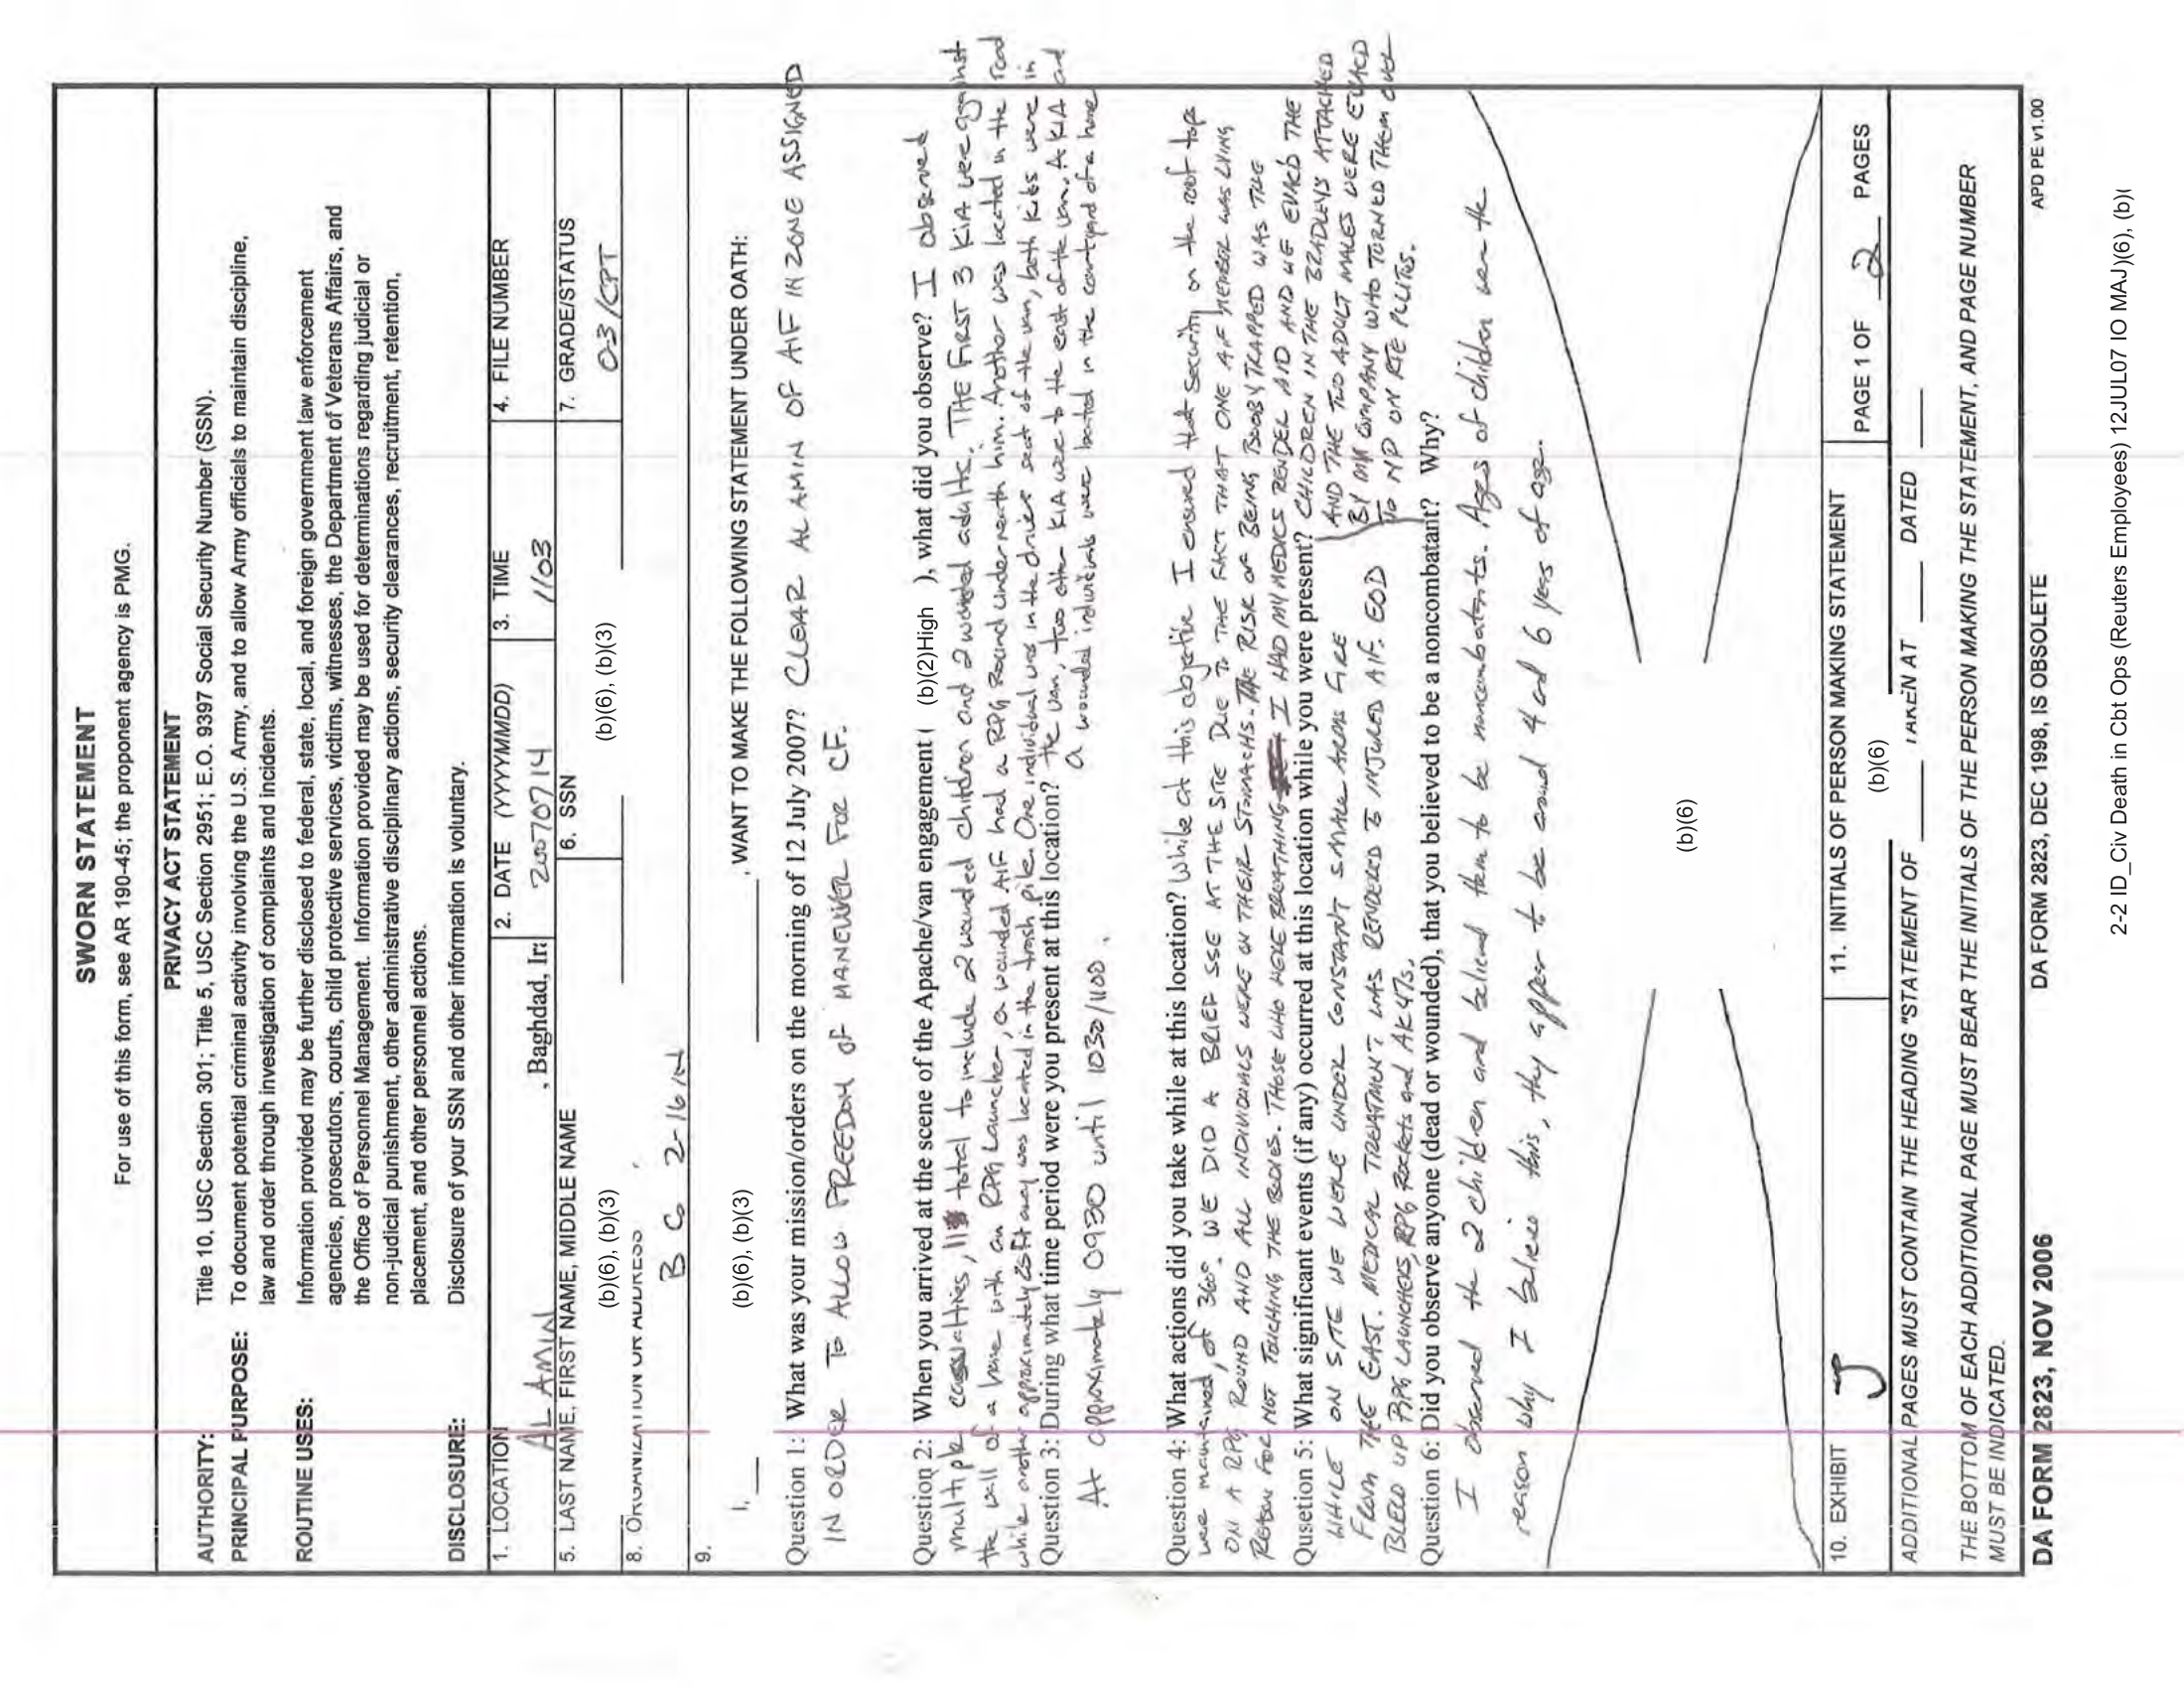 SWORN STATEMENT
For use of this form, see AR 190-45; the proponent agency is PMG.
PRIVACY ACT STATEMENT
AUTHORITY: Title 10, USC Section 301; Title 5, USC Section 2951; E.O. 9397 Social Security Number (SSN).
PRINCIPAL PURPOSE: To document potential criminal activity involving the U.S. Army, and to allow Army officials to maintain discipline,
law and order through investigation of complaints and incidents.
ROUTINE USES: Information provided may be further disclosed to federal, state, local, and foreign government law enforcement
agencies, prosecutors, courts, child protective services, victims, witnesses, the Department of Veterans Affairs, and
the Office of Personnel Management. Information provided may be used for determinations regarding judicial or
non-judicial punishment, other administrative disciplinary actions, security clearances, recruitment, retention,
placement, and other personnel actions.
DISCLOSURE: Disclosure of your SSN and other information is voluntary.
1. LOCATION 2. DATE (YYYYMMDD) 3. TIME 4. FILE NUMBER
AL AMIN , Baghdad, Ir 20070714 1103
5. LAST NAME, FIRST NAME, MIDDLE NAME 6. SSN 7. GRADE/STATUS
(b)(6), (b)(3) (b)(6), (b)(3) O-3/CPT
8. ORGANIZATION OR ADDRESS
B Co 2-16 IN
9.
I, (b)(6), (b)(3) , WANT TO MAKE THE FOLLOWING STATEMENT UNDER OATH:
Question 1: What was your mission/orders on the morning of 12 July 2007? CLEAR AL AMIN OF AIF IN ZONE ASSIGNED
IN ORDER TO ALLOW FREEDOM OF MANEUVER FOR CF.
Question 2: When you arrived at the scene of the Apache/van engagement ( (b)(2)High ), what did you observe? I observed
multiple casualties, 11 total to include 2 wounded children and 2 wounded adults. THE FIRST 3 KIA were against
the wall of a house with an RPG Launcher, a wounded AIF had a RPG Round underneath him. Another was located in the road
while another approximately 25ft away was located in the trash pile. One individual was in the driver seat of the van, both kids were in
Question 3: During what time period were you present at this location? the van, two other KIA were to the east of the van. A KIA and
a wounded individuals were located in the courtyard of a home
At approximately 0930 until 1030/1100.
Question 4: What actions did you take while at this location? While at this objective I ensured that security on the roof tops
were maintained, of 360°. WE DID A BRIEF SSE AT THE SITE DUE TO THE FACT THAT ONE AIF MEMBER WAS LYING
ON A RPG ROUND AND ALL INDIVIDUALS WERE ON THEIR STOMACHS. THE RISK OF BEING BOOBY TRAPPED WAS THE
REASON FOR NOT TOUCHING THE BODIES. THOSE WHO WERE BREATHING I HAD MY MEDICS RENDER AID AND WE EVACD THE
Qusetion 5: What significant events (if any) occurred at this location while you were present? CHILDREN IN THE BRADLEYS ATTACHED
WHILE ON SITE WE WERE UNDER CONSTANT SMALL ARMS FIRE AND THE TWO ADULT MALES WERE EVACD
FROM THE EAST. MEDICAL TREATMENT WAS RENDERED TO INJURED AIF. EOD BY MY COMPANY WHO TURNED THEM OVER
BLEW UP RPG LAUNCHERS, RPG Rockets and AK47s. TO NP ON RTE PLUTOS.
Question 6: Did you observe anyone (dead or wounded), that you believed to be a noncombatant? Why?
I observed the 2 children and believed them to be noncombatants. Ages of children were the
reason why I believe this, they appear to be around 4 and 6 years of age.
(b)(6)
10. EXHIBIT J 11. INITIALS OF PERSON MAKING STATEMENT (b)(6) PAGE 1 OF 2 PAGES
ADDITIONAL PAGES MUST CONTAIN THE HEADING "STATEMENT OF TAKEN AT DATED
THE BOTTOM OF EACH ADDITIONAL PAGE MUST BEAR THE INITIALS OF THE PERSON MAKING THE STATEMENT, AND PAGE NUMBER
MUST BE INDICATED.
DA FORM 2823, NOV 2006 DA FORM 2823, DEC 1998, IS OBSOLETE APD PE v1.00
2-2 ID_Civ Death in Cbt Ops (Reuters Employees) 12JUL07 IO MAJ)(6), (b)(